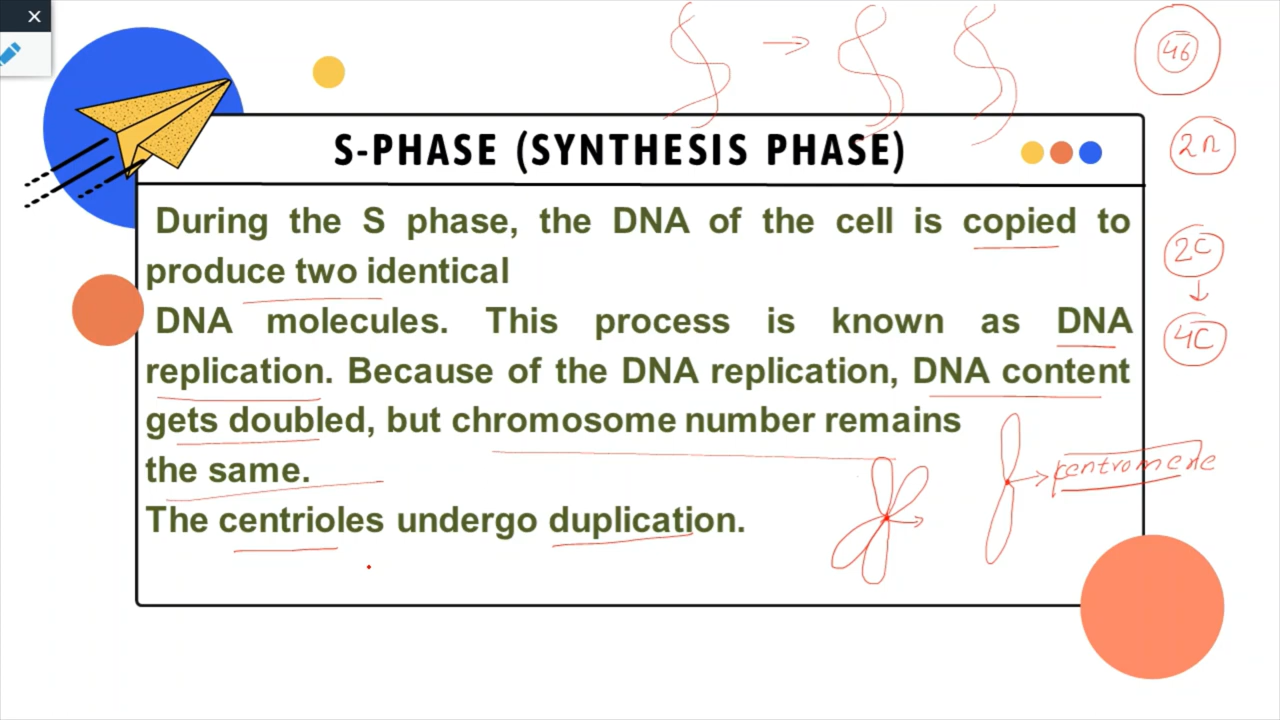 46
S-PHASE (SYNTHESIS PHASE)
2n
During the S phase, the DNA of the cell is copied to
2C
produce two identical
DNA molecules. This process is known as DNA
4C
replication. Because of the DNA replication, DNA content
gets doubled, but chromosome number remains
centromere
the same.
The centrioles undergo duplication.